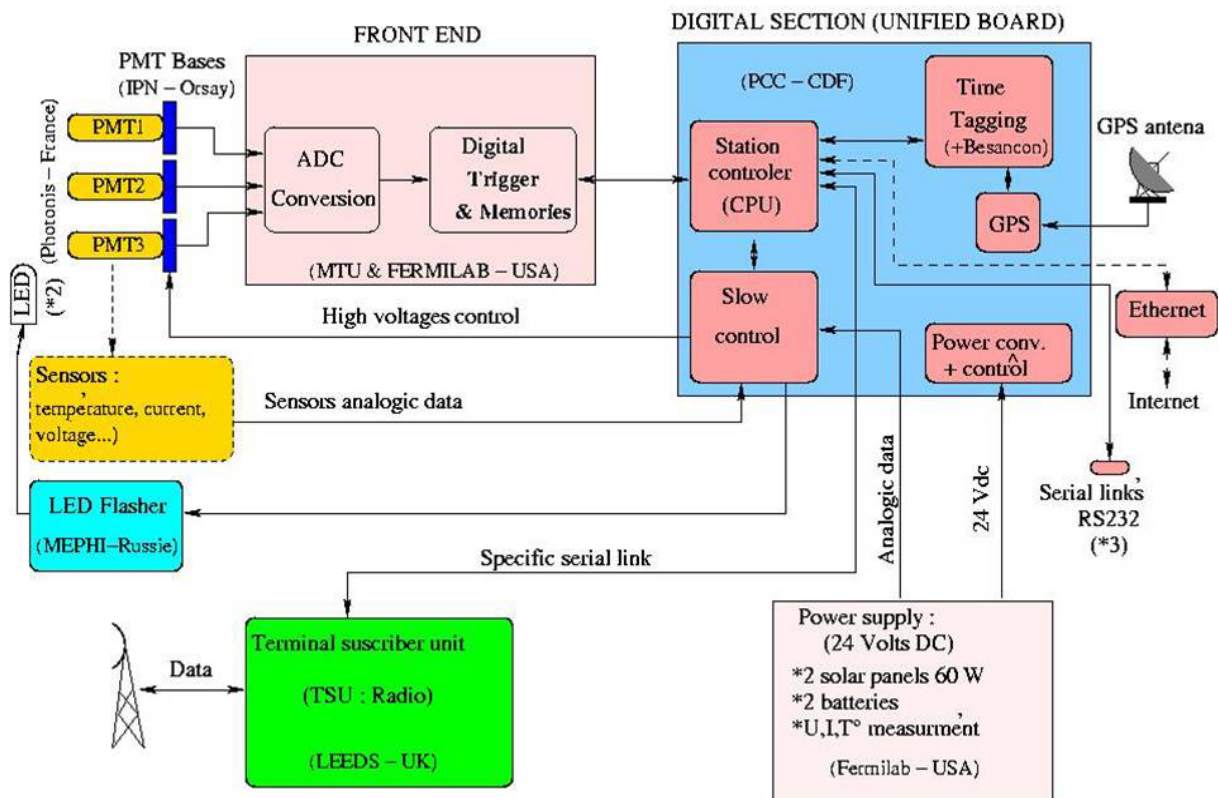 DIGITAL SECTION (UNIFIED BOARD)
FRONT END
PMT Bases
(IPN – Orsay)
(Photonis – France)
PMT1
PMT2
PMT3
ADC
Conversion
Digital
Trigger
& Memories
(MTU & FERMILAB – USA)
(PCC – CDF)
Station
controler
(CPU)
Time
Tagging
(+Besancon)
GPS
GPS antena
LED
(*2)
High voltages control
Slow
control
Power conv.
+ control
Ethernet
Internet
Sensors :
temperature, current,
voltage...)
Sensors analogic data
LED Flasher
(MEPHI–Russie)
Analogic data
24 Vdc
Serial links
RS232
(*3)
Specific serial link
Terminal suscriber unit
(TSU : Radio)
(LEEDS – UK)
Data
Power supply :
(24 Volts DC)
*2 solar panels 60 W
*2 batteries
*U,I,T° measurment
(Fermilab – USA)